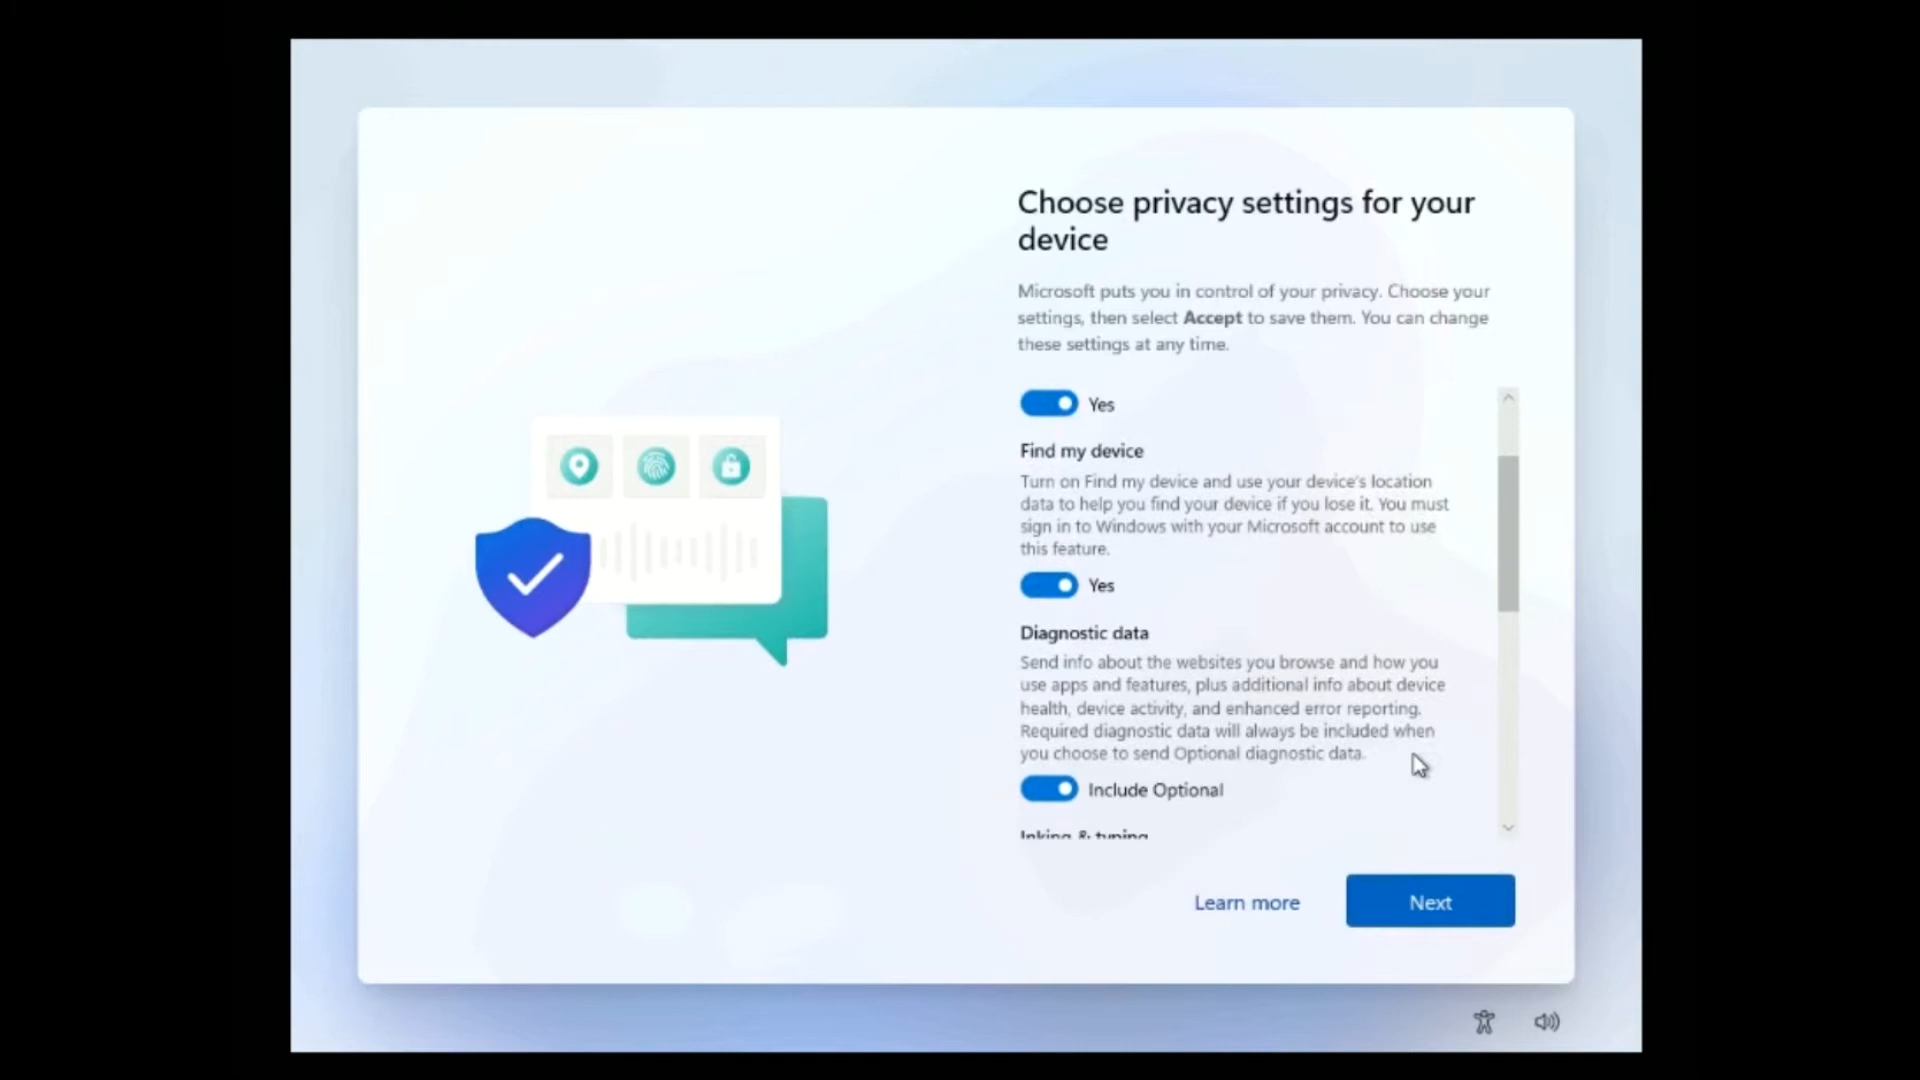 Choose privacy settings for your
device
Microsoft puts you in control of your privacy. Choose your
settings, then select Accept to save them. You can change
these settings at any time.
Yes
Find my device
Turn on Find my device and use your device's location
data to help you find your device if you lose it. You must
sign in to Windows with your Microsoft account to use
this feature.
Yes
Diagnostic data
Send info about the websites you browse and how you
use apps and features, plus additional info about device
health, device activity, and enhanced error reporting.
Required diagnostic data will always be included when
you choose to send Optional diagnostic data.
Include Optional
Inking & typing
Learn more
Next